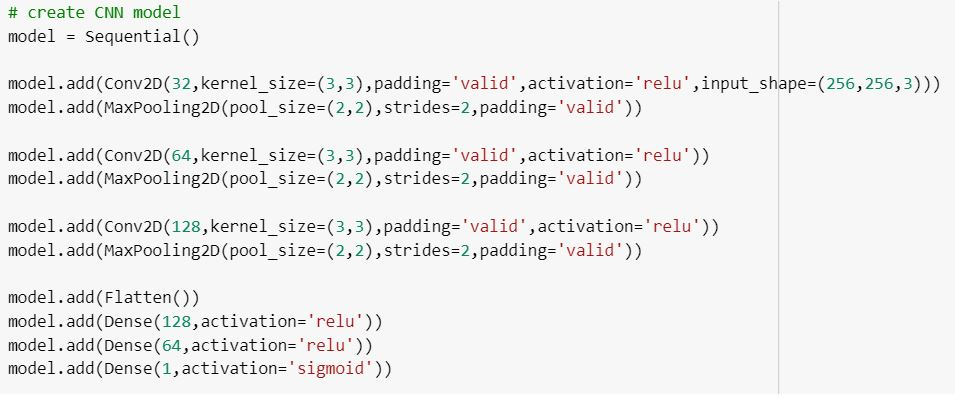 # create CNN model
model = Sequential()
model.add(Conv2D(32,kernel_size=(3,3),padding='valid',activation='relu',input_shape=(256,256,3)))
model.add(MaxPooling2D(pool_size=(2,2),strides=2,padding='valid'))
model.add(Conv2D(64,kernel_size=(3,3),padding='valid',activation='relu'))
model.add(MaxPooling2D(pool_size=(2,2),strides=2,padding='valid'))
model.add(Conv2D(128,kernel_size=(3,3),padding='valid',activation='relu'))
model.add(MaxPooling2D(pool_size=(2,2),strides=2,padding='valid'))
model.add(Flatten())
model.add(Dense(128,activation='relu'))
model.add(Dense(64,activation='relu'))
model.add(Dense(1,activation='sigmoid'))